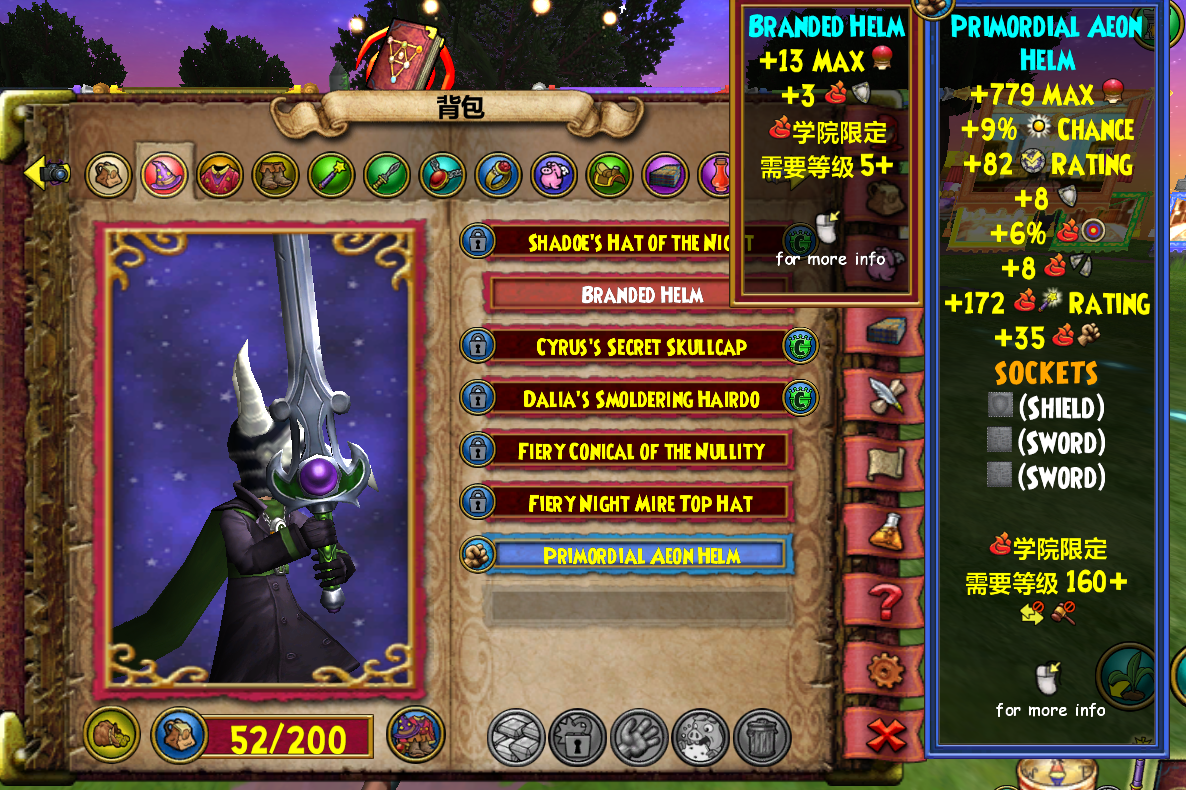 背包
SHADOE'S HAT OF THE NIGHT
BRANDED HELM
CYRUS'S SECRET SKULLCAP
DALIA'S SMOLDERING HAIRDO
FIERY CONICAL OF THE NULLITY
FIERY NIGHT MIRE TOP HAT
PRIMORDIAL AEON HELM
52/200
BRANDED HELM
+13 MAX
+3
学院限定
需要等级 5+
for more info
PRIMORDIAL AEON
HELM
+779 MAX
+9% CHANCE
+82 RATING
+8
+6%
+8
+172 RATING
+35
SOCKETS
(SHIELD)
(SWORD)
(SWORD)
学院限定
需要等级 160+
for more info